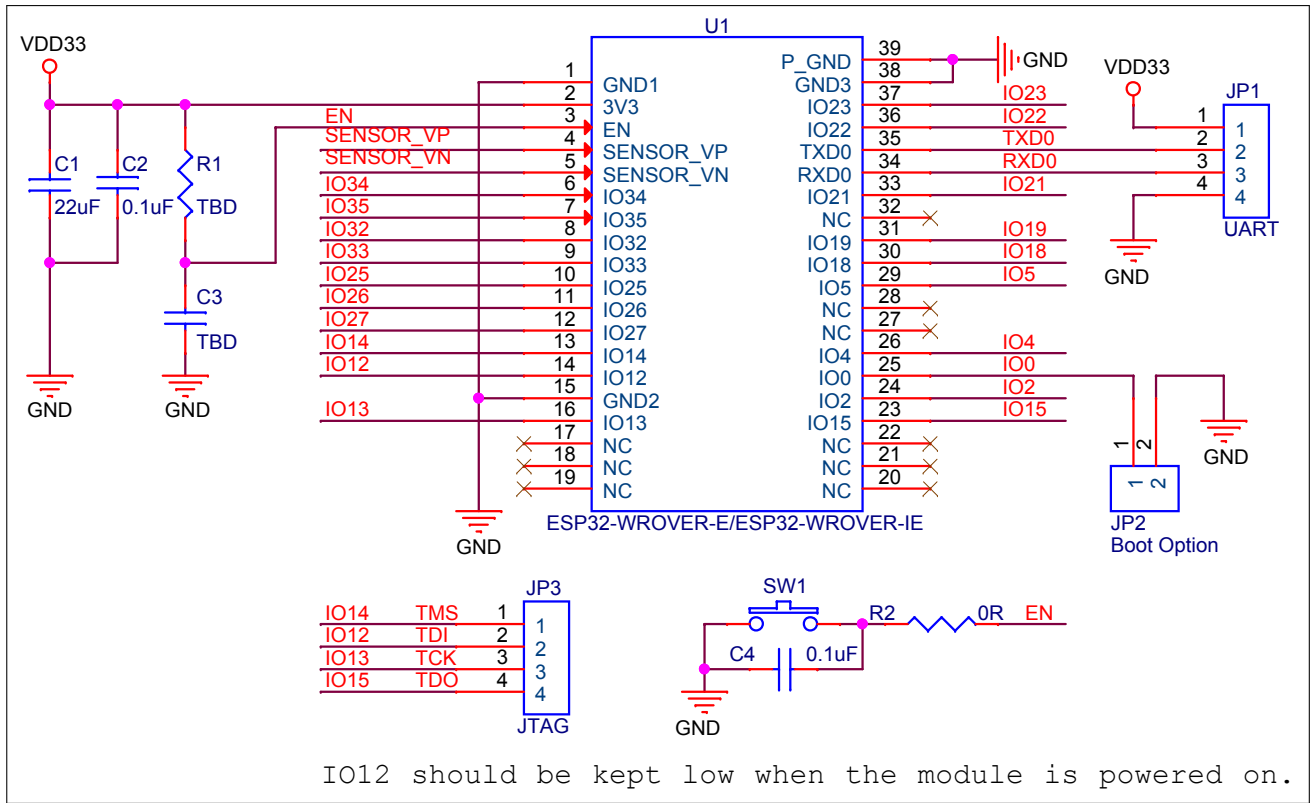 U1
VDD33
C1
22uF
C2
0.1uF
R1
TBD
C3
TBD
GND
GND
EN
SENSOR_VP
SENSOR_VN
IO34
IO35
IO32
IO33
IO25
IO26
IO27
IO14
IO12
IO13
1 GND1
2 3V3
3 EN
4 SENSOR_VP
5 SENSOR_VN
6 IO34
7 IO35
8 IO32
9 IO33
10 IO25
11 IO26
12 IO27
13 IO14
14 IO12
15 GND2
16 IO13
17 NC
18 NC
19 NC
GND
P_GND 39
GND3 38
IO23 37 IO23
IO22 36 IO22
TXD0 35 TXD0
RXD0 34 RXD0
IO21 33 IO21
NC 32
IO19 31 IO19
IO18 30 IO18
IO5 29 IO5
NC 28
NC 27
IO4 26 IO4
IO0 25 IO0
IO2 24 IO2
IO15 23 IO15
NC 22
NC 21
NC 20
ESP32-WROVER-E/ESP32-WROVER-IE
GND
VDD33
JP1
1 1
2 2
3 3
4 4
UART
GND
GND
1 2
1 2
JP2
Boot Option
JP3
IO14 TMS 1 1
IO12 TDI 2 2
IO13 TCK 3 3
IO15 TDO 4 4
JTAG
SW1
R2 0R EN
C4 0.1uF
GND
IO12 should be kept low when the module is powered on.